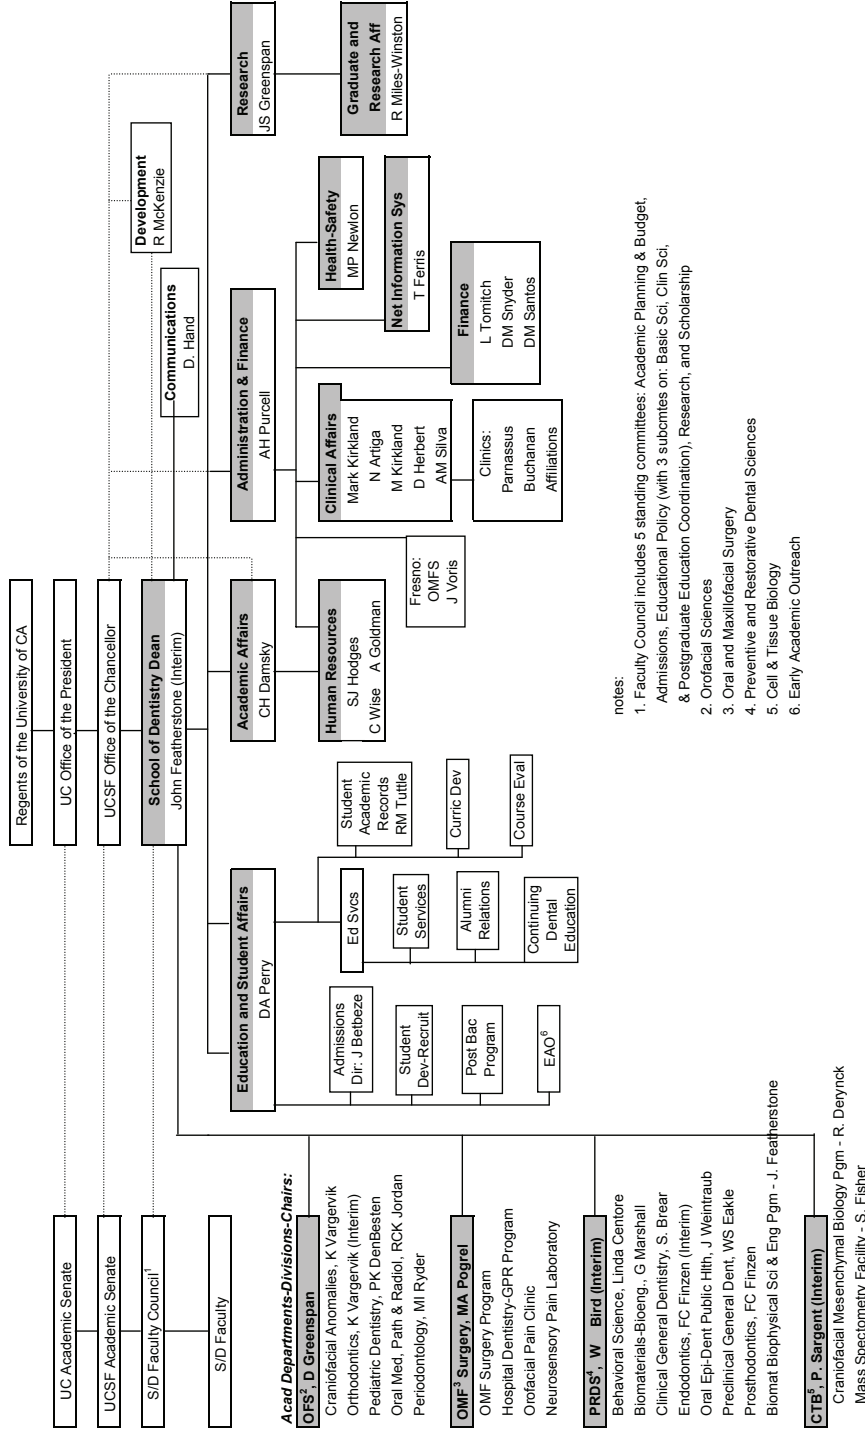 Regents of the University of CA
UC Office of the President
UCSF Office of the Chancellor
School of Dentistry Dean
John Featherstone (Interim)
UC Academic Senate
UCSF Academic Senate
S/D Faculty Council¹
S/D Faculty
Communications
D. Hand
Development
R McKenzie
Education and Student Affairs
DA Perry
Academic Affairs
CH Damsky
Administration & Finance
AH Purcell
Research
JS Greenspan
Graduate and
Research Aff
R Miles-Winston
Admissions
Dir: J Betbeze
Student
Dev-Recruit
Post Bac
Program
EAO⁶
Ed Svcs
Student
Services
Alumni
Relations
Continuing
Dental
Education
Student
Academic
Records
RM Tuttle
Curric Dev
Course Eval
Human Resources
SJ Hodges
C Wise A Goldman
Fresno:
OMFS
J Voris
Clinical Affairs
Mark Kirkland
N Artiga
M Kirkland
D Herbert
AM Silva
Clinics:
Parnassus
Buchanan
Affiliations
Health-Safety
MP Newlon
Net Information Sys
T Ferris
Finance
L Tomitch
DM Snyder
DM Santos
Acad Departments-Divisions-Chairs:
OFS², D Greenspan
Craniofacial Anomalies, K Vargervik
Orthodontics, K Vargervik (Interim)
Pediatric Dentistry, PK DenBesten
Oral Med, Path & Radiol, RCK Jordan
Periodontology, MI Ryder
OMF³ Surgery, MA Pogrel
OMF Surgery Program
Hospital Dentistry-GPR Program
Orofacial Pain Clinic
Neurosensory Pain Laboratory
PRDS⁴, W Bird (Interim)
Behavioral Science, Linda Centore
Biomaterials-Bioeng., G Marshall
Clinical General Dentistry, S. Brear
Endodontics, FC Finzen (Interim)
Oral Epi-Dent Public Hlth, J Weintraub
Preclinical General Dent, WS Eakle
Prosthodontics, FC Finzen
Biomat Biophysical Sci & Eng Pgm - J. Featherstone
CTB⁵, P. Sargent (Interim)
Craniofacial Mesenchymal Biology Pgm - R. Derynck
Mass Spectometry Facility - S. Fisher
notes:
1. Faculty Council includes 5 standing committees: Academic Planning & Budget,
Admissions, Educational Policy (with 3 subcmtes on: Basic Sci, Clin Sci,
& Postgraduate Education Coordination), Research, and Scholarship
2. Orofacial Sciences
3. Oral and Maxillofacial Surgery
4. Preventive and Restorative Dental Sciences
5. Cell & Tissue Biology
6. Early Academic Outreach